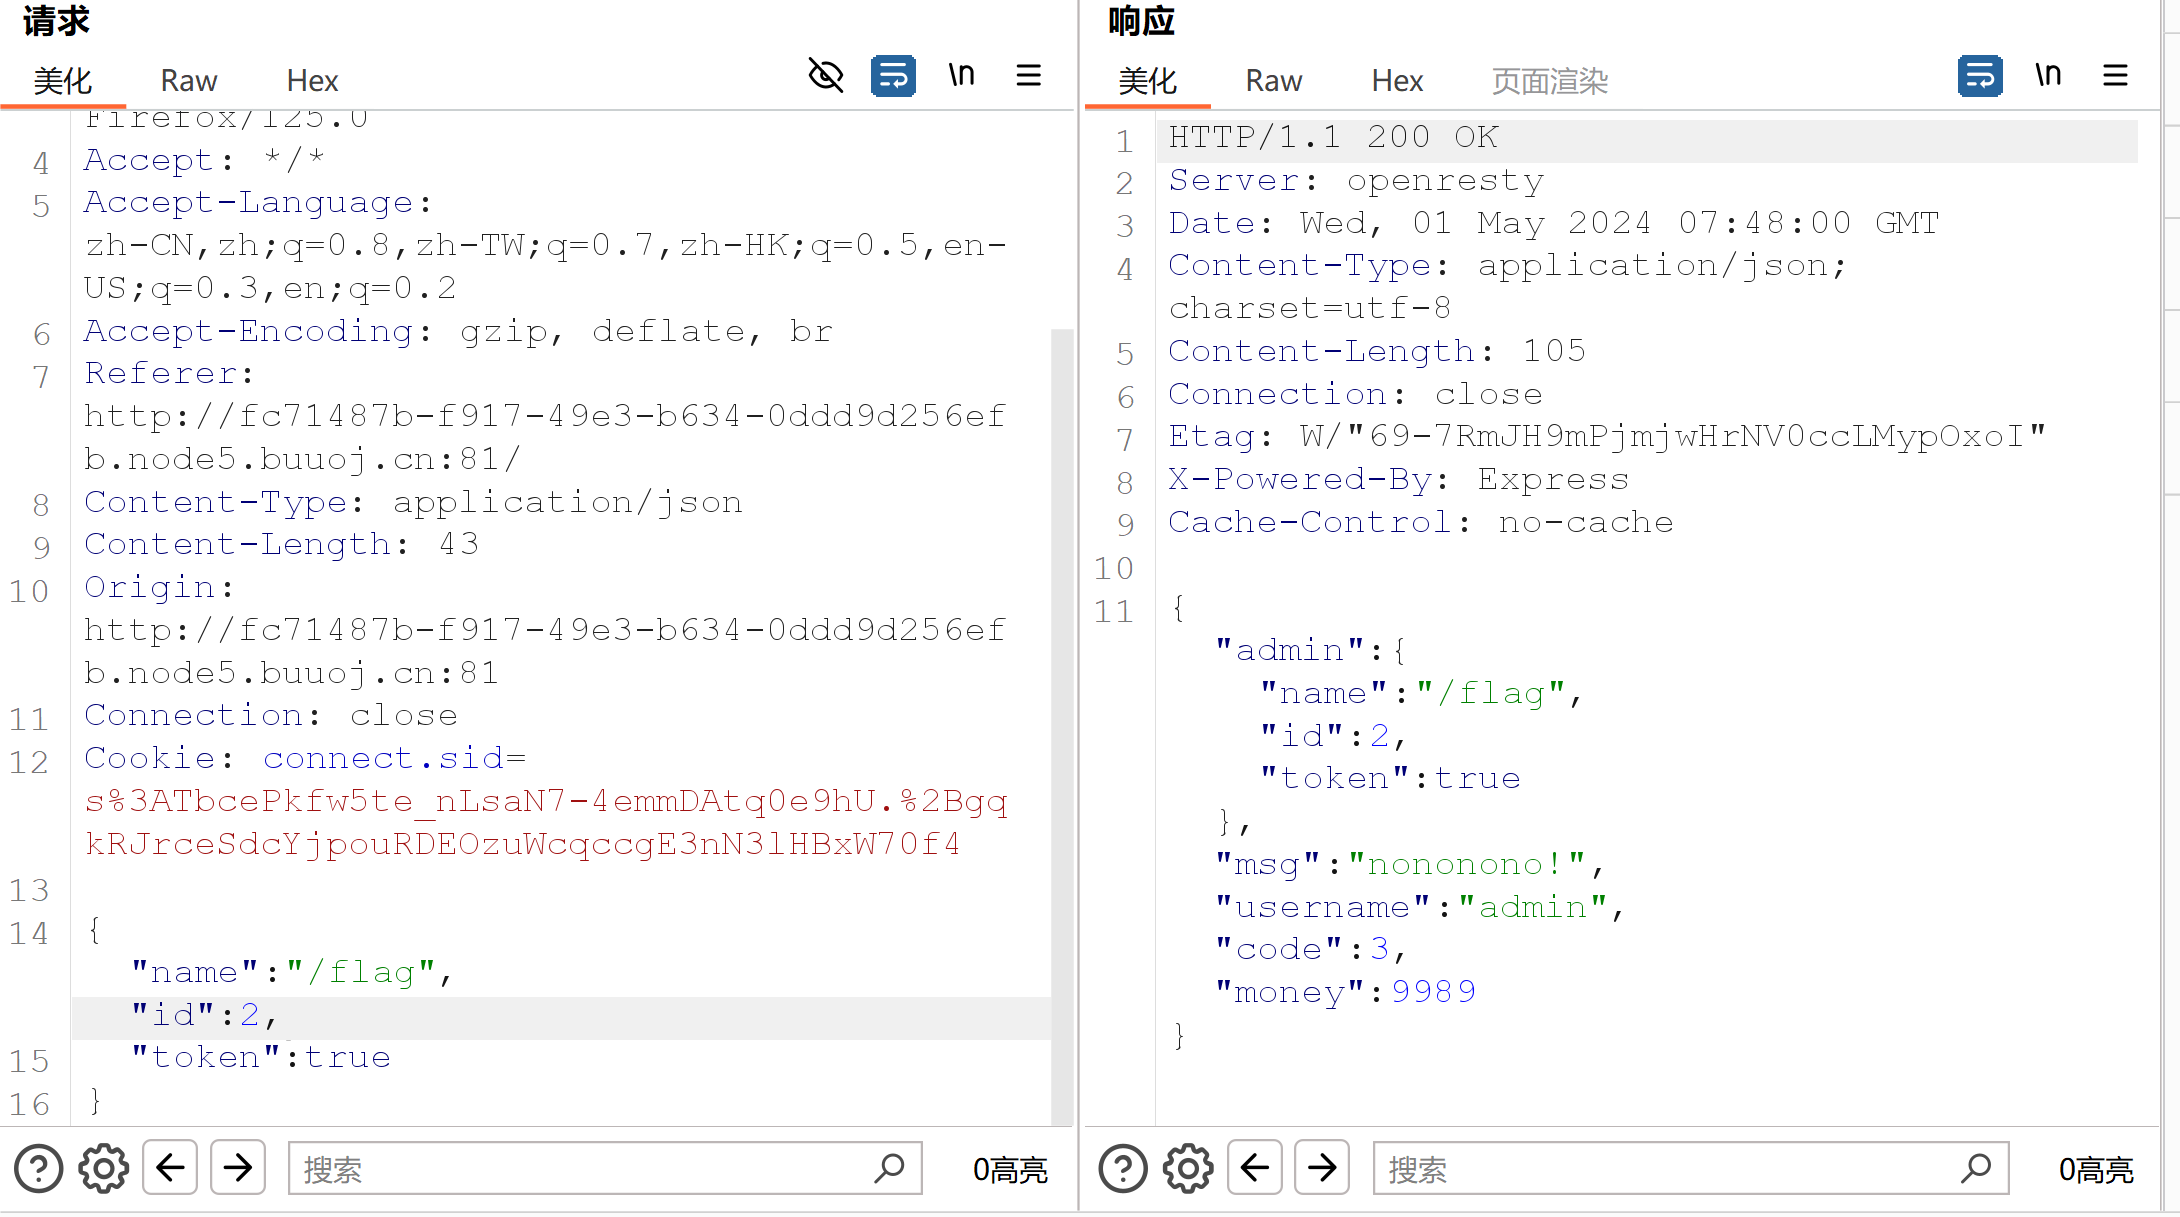 请求
美化 Raw Hex \n
Firefox/125.0
4 Accept: */*
5 Accept-Language:
zh-CN,zh;q=0.8,zh-TW;q=0.7,zh-HK;q=0.5,en-
US;q=0.3,en;q=0.2
6 Accept-Encoding: gzip, deflate, br
7 Referer:
http://fc71487b-f917-49e3-b634-0ddd9d256ef
b.node5.buuoj.cn:81/
8 Content-Type: application/json
9 Content-Length: 43
10 Origin:
http://fc71487b-f917-49e3-b634-0ddd9d256ef
b.node5.buuoj.cn:81
11 Connection: close
12 Cookie: connect.sid=
s%3ATbcePkfw5te_nLsaN7-4emmDAtq0e9hU.%2Bgq
kRJrceSdcYjpouRDEOzuWcqccgE3nN3lHBxW70f4
13
14 {
"name":"/flag",
"id":2,
15 "token":true
16 }
搜索 0高亮
响应
美化 Raw Hex 页面渲染 \n
1 HTTP/1.1 200 OK
2 Server: openresty
3 Date: Wed, 01 May 2024 07:48:00 GMT
4 Content-Type: application/json;
charset=utf-8
5 Content-Length: 105
6 Connection: close
7 Etag: W/"69-7RmJH9mPjmjwHrNV0ccLMypOxoI"
8 X-Powered-By: Express
9 Cache-Control: no-cache
10
11 {
"admin":{
"name":"/flag",
"id":2,
"token":true
},
"msg":"nononono!",
"username":"admin",
"code":3,
"money":9989
}
搜索 0高亮